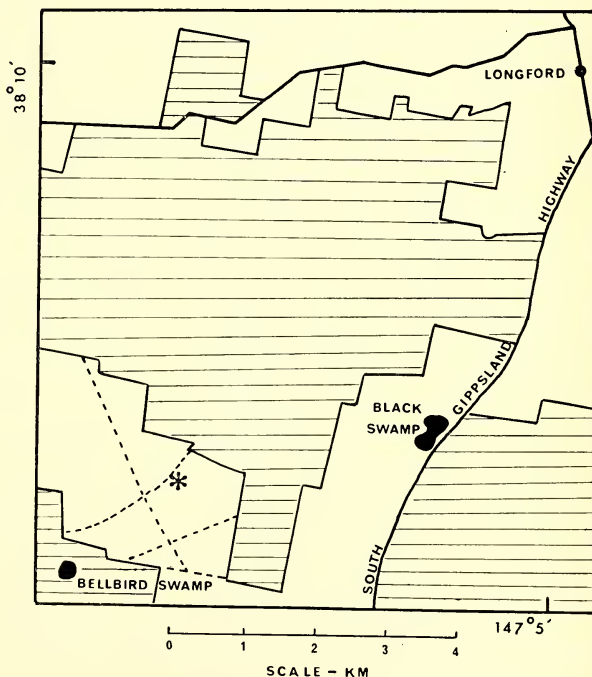 38°10′
LONGFORD
HIGHWAY
GIPPSLAND
BLACK
SWAMP
*
SOUTH
BELLBIRD SWAMP
147°5′
0 1 2 3 4
SCALE – KM